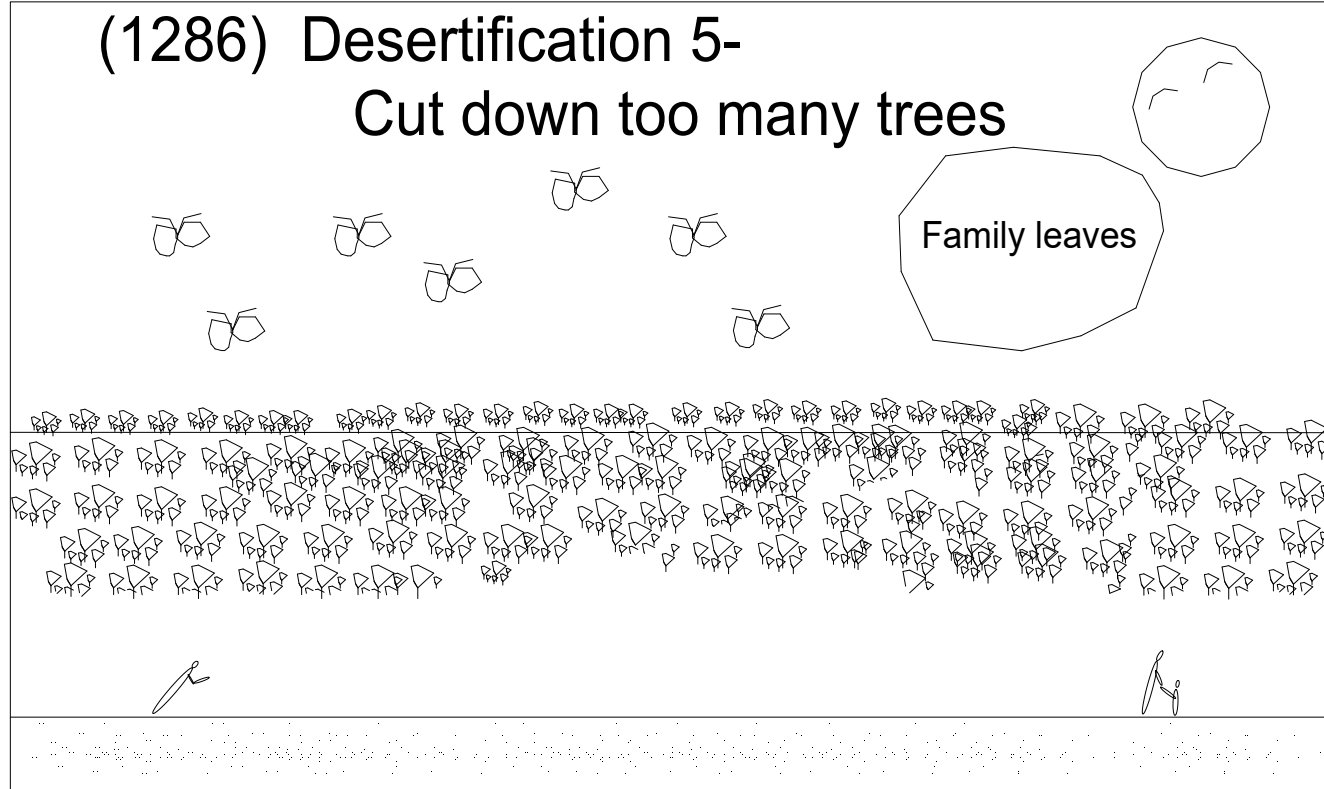 (1286) Desertification 5-
Cut down too many trees
Family leaves